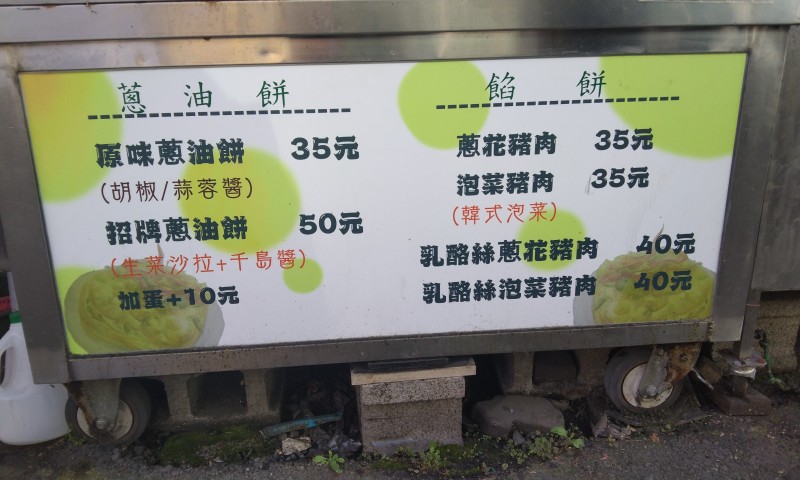 蔥油餅
原味蔥油餅 35元
(胡椒/蒜蓉醬)
招牌蔥油餅 50元
(生菜沙拉+千島醬)
加蛋+10元
餡餅
蔥花豬肉 35元
泡菜豬肉 35元
(韓式泡菜)
乳酪絲蔥花豬肉 40元
乳酪絲泡菜豬肉 40元